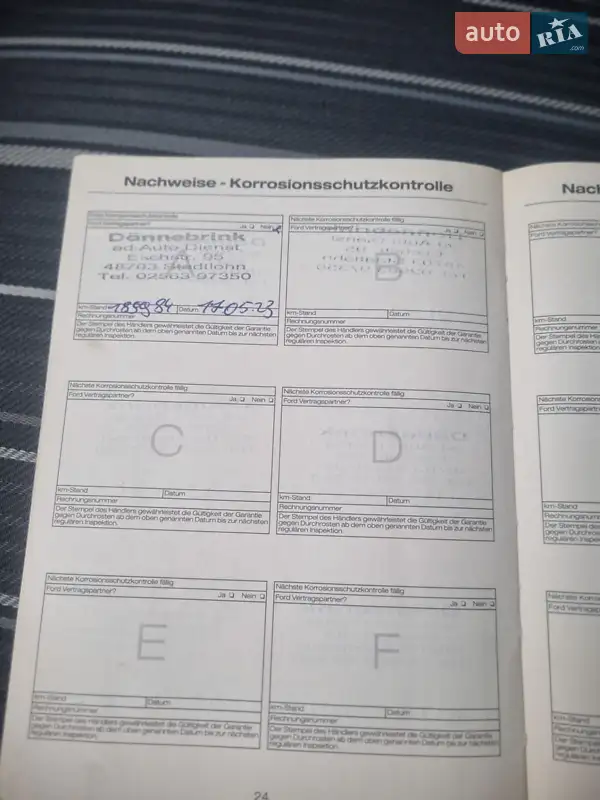 auto RIA .com
Nachweise - Korrosionsschutzkontrolle
Nach
Ford Vertragspartner?
Ja ❏ Nein
Dännebrink
ad-Auto Dienst
Eschstr. 95
48703 Stadtlohn
Tel. 02563-97350
km-Stand 189984 Datum 17.05.23
Rechnungsnummer
Der Stempel des Händlers gewährleistet die Gültigkeit der Garantie
gegen Durchrosten ab dem oben genannten Datum bis zur nächsten
regulären Inspektion.
Nächste Korrosionsschutzkontrolle fällig
Ford Vertragspartner?
Ja ❏ Nein ❏
B
km-Stand Datum
Rechnungsnummer
Der Stempel des Händlers gewährleistet die Gültigkeit der Garantie
gegen Durchrosten ab dem oben genannten Datum bis zur nächsten
regulären Inspektion.
Nächste Korrosionsschutzkontrolle fällig
Ford Vertragspartner?
Ja ❏ Nein ❏
C
km-Stand Datum
Rechnungsnummer
Der Stempel des Händlers gewährleistet die Gültigkeit der Garantie
gegen Durchrosten ab dem oben genannten Datum bis zur nächsten
regulären Inspektion.
Nächste Korrosionsschutzkontrolle fällig
Ford Vertragspartner?
Ja ❏ Nein ❏
D
km-Stand Datum
Rechnungsnummer
Der Stempel des Händlers gewährleistet die Gültigkeit der Garantie
gegen Durchrosten ab dem oben genannten Datum bis zur nächsten
regulären Inspektion.
Nächste Korrosionsschutzkontrolle fällig
Ford Vertragspartner?
Ja ❏ Nein ❏
E
km-Stand Datum
Rechnungsnummer
Der Stempel des Händlers gewährleistet die Gültigkeit der Garantie
gegen Durchrosten ab dem oben genannten Datum bis zur nächsten
regulären Inspektion.
Nächste Korrosionsschutzkontrolle fällig
Ford Vertragspartner?
Ja ❏ Nein ❏
F
km-Stand Datum
Rechnungsnummer
Der Stempel des Händlers gewährleistet die Gültigkeit der Garantie
gegen Durchrosten ab dem oben genannten Datum bis zur nächsten
regulären Inspektion.
24